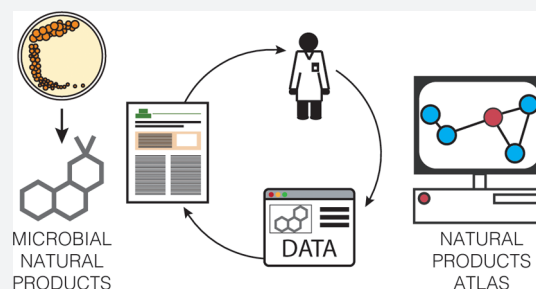 MICROBIAL
NATURAL
PRODUCTS
DATA
NATURAL
PRODUCTS
ATLAS